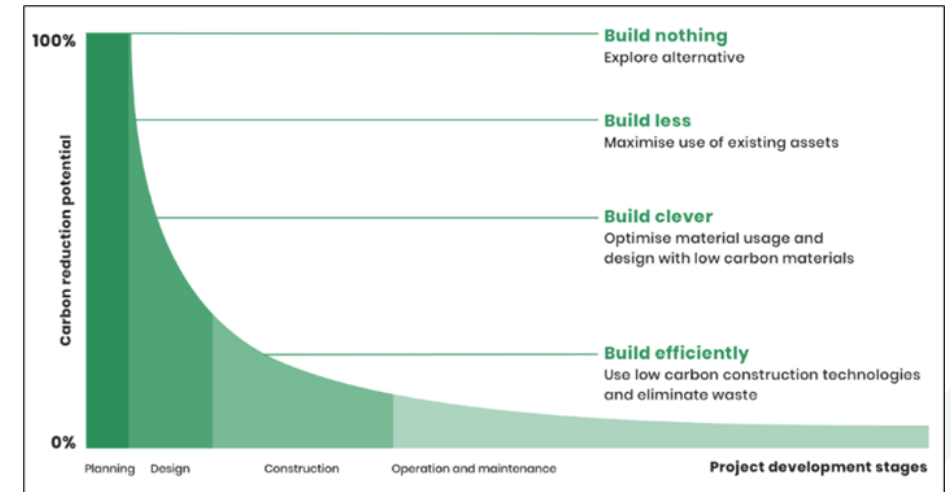 100%
Build nothing
Explore alternative
Build less
Maximise use of existing assets
Carbon reduction potential
Build clever
Optimise material usage and
design with low carbon materials
Build efficiently
Use low carbon construction technologies
and eliminate waste
0%
Planning
Design
Construction
Operation and maintenance
Project development stages